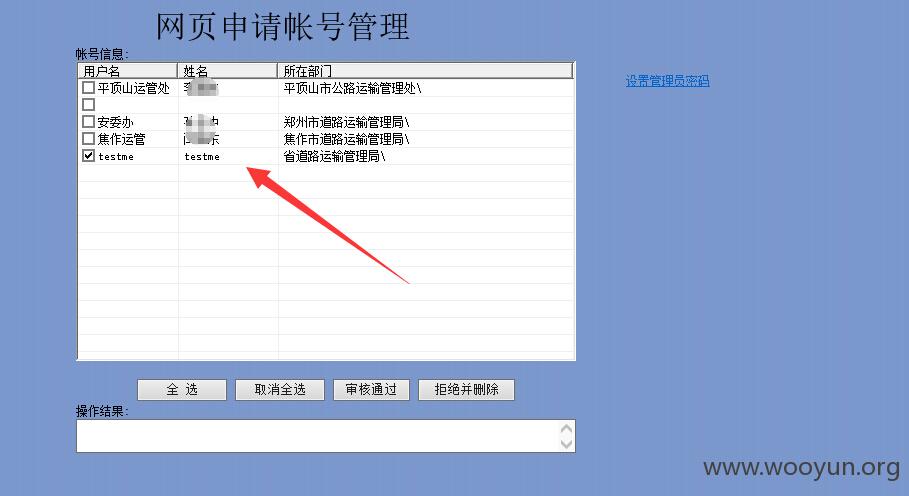 网页申请帐号管理
帐号信息:
用户名 姓名 所在部门
平顶山运管处 平顶山市公路运输管理处\
安委办 郑州市道路运输管理局\
焦作运管 东 焦作市道路运输管理局\
testme testme 省道路运输管理局\
设置管理员密码
全 选 取消全选 审核通过 拒绝并删除
操作结果:
www.wooyun.org